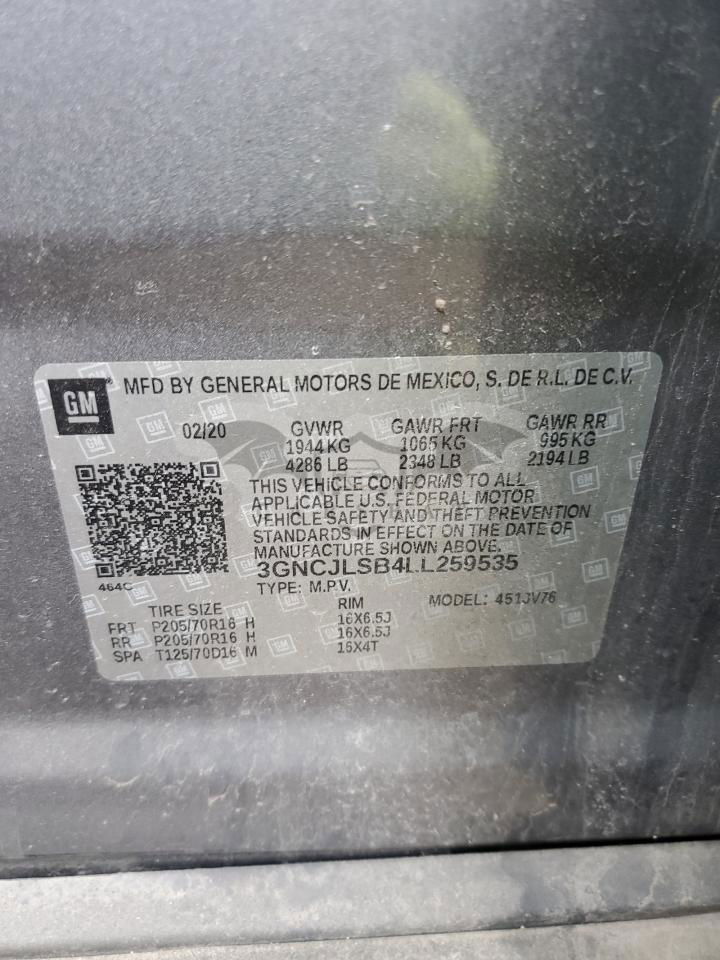 GM
MFD BY GENERAL MOTORS DE MEXICO, S. DE R.L. DE C.V.
02/20 GVWR GAWR FRT GAWR RR
1944 KG 1065 KG 995 KG
4286 LB 2348 LB 2194 LB
THIS VEHICLE CONFORMS TO ALL
APPLICABLE U.S. FEDERAL MOTOR
VEHICLE SAFETY AND THEFT PREVENTION
STANDARDS IN EFFECT ON THE DATE OF
MANUFACTURE SHOWN ABOVE.
3GNCJLSB4LL259535
464C TYPE: M.P.V. MODEL: 451JV76
TIRE SIZE RIM
FRT P205/70R16 H 16X6.5J
RR P205/70R16 H 16X6.5J
SPA T125/70D16 M 16X4T